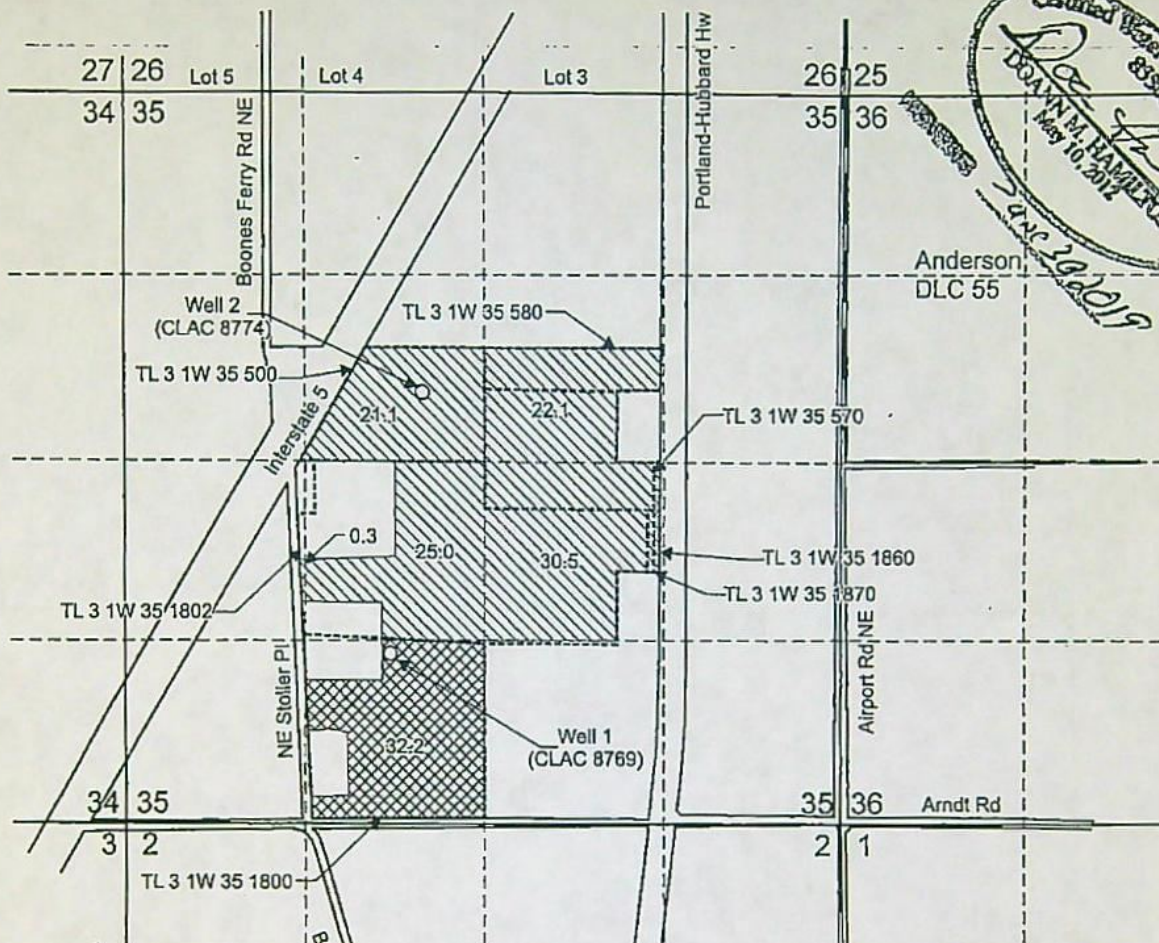 27 26
34 35
Lot 5
Lot 4
Lot 3
26 25
35 36
Boones Ferry Rd NE
Portland-Hubbard Hw
Certified Water
DOANN M. HAMILTON
May 10, 2012
Anderson
DLC 55
Well 2
(CLAC 8774)
TL 3 1W 35 580
TL 3 1W 35 500
Interstate 5
21.1
22.1
TL 3 1W 35 570
0.3
25.0
30.5
TL 3 1W 35 1860
TL 3 1W 35 1870
TL 3 1W 35 1802
NE Stoller Pl
Airport Rd NE
32.2
Well 1
(CLAC 8769)
34 35
3 2
35 36
2 1
Arndt Rd
TL 3 1W 35 1800